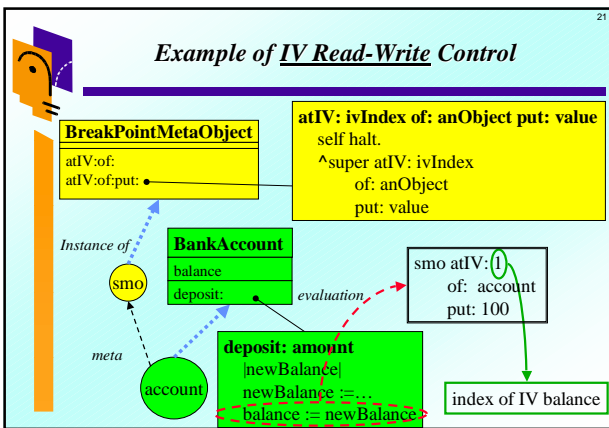 21
Example of IV Read-Write Control
BreakPointMetaObject
atIV:of:
atIV:of:put:
atIV: ivIndex of: anObject put: value
self halt.
^super atIV: ivIndex
of: anObject
put: value
Instance of
smo
meta
account
BankAccount
balance
deposit:
evaluation
deposit: amount
|newBalance|
newBalance :=…
balance := newBalance
smo atIV: 1
of: account
put: 100
index of IV balance